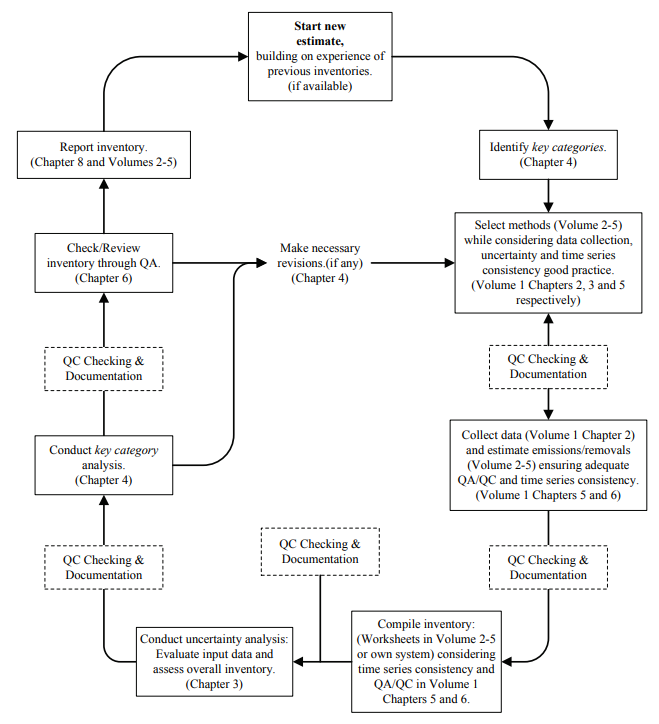 Start new
estimate,
building on experience of
previous inventories.
(if available)
Identify key categories.
(Chapter 4)
Select methods (Volume 2-5)
while considering data collection,
uncertainty and time series
consistency good practice.
(Volume 1 Chapters 2, 3 and 5
respectively)
QC Checking &
Documentation
Collect data (Volume 1 Chapter 2)
and estimate emissions/removals
(Volume 2-5) ensuring adequate
QA/QC and time series consistency.
(Volume 1 Chapters 5 and 6)
QC Checking &
Documentation
Compile inventory:
(Worksheets in Volume 2-5
or own system) considering
time series consistency and
QA/QC in Volume 1
Chapters 5 and 6.
QC Checking &
Documentation
Conduct uncertainty analysis:
Evaluate input data and
assess overall inventory.
(Chapter 3)
QC Checking &
Documentation
Conduct key category
analysis.
(Chapter 4)
QC Checking &
Documentation
Check/Review
inventory through QA.
(Chapter 6)
Make necessary
revisions.(if any)
(Chapter 4)
Report inventory.
(Chapter 8 and Volumes 2-5)